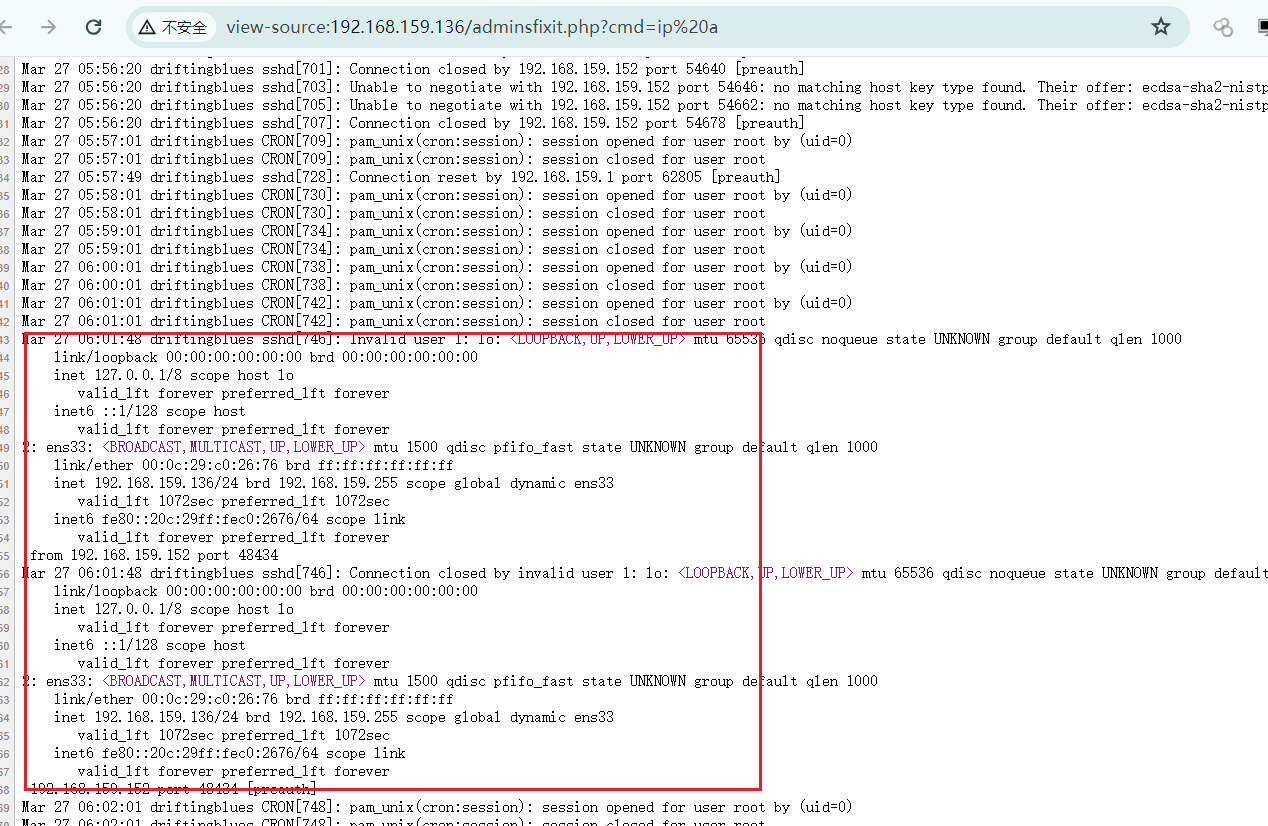 不安全 view-source:192.168.159.136/adminsfixit.php?cmd=ip%20a
28 Mar 27 05:56:20 driftingblues sshd[701]: Connection closed by 192.168.159.152 port 54640 [preauth]
29 Mar 27 05:56:20 driftingblues sshd[703]: Unable to negotiate with 192.168.159.152 port 54646: no matching host key type found. Their offer: ecdsa-sha2-nistp
30 Mar 27 05:56:20 driftingblues sshd[705]: Unable to negotiate with 192.168.159.152 port 54662: no matching host key type found. Their offer: ecdsa-sha2-nistp
31 Mar 27 05:56:20 driftingblues sshd[707]: Connection closed by 192.168.159.152 port 54678 [preauth]
32 Mar 27 05:57:01 driftingblues CRON[709]: pam_unix(cron:session): session opened for user root by (uid=0)
33 Mar 27 05:57:01 driftingblues CRON[709]: pam_unix(cron:session): session closed for user root
34 Mar 27 05:57:49 driftingblues sshd[728]: Connection reset by 192.168.159.1 port 62805 [preauth]
35 Mar 27 05:58:01 driftingblues CRON[730]: pam_unix(cron:session): session opened for user root by (uid=0)
36 Mar 27 05:58:01 driftingblues CRON[730]: pam_unix(cron:session): session closed for user root
37 Mar 27 05:59:01 driftingblues CRON[734]: pam_unix(cron:session): session opened for user root by (uid=0)
38 Mar 27 05:59:01 driftingblues CRON[734]: pam_unix(cron:session): session closed for user root
39 Mar 27 06:00:01 driftingblues CRON[738]: pam_unix(cron:session): session opened for user root by (uid=0)
40 Mar 27 06:00:01 driftingblues CRON[738]: pam_unix(cron:session): session closed for user root
41 Mar 27 06:01:01 driftingblues CRON[742]: pam_unix(cron:session): session opened for user root by (uid=0)
42 Mar 27 06:01:01 driftingblues CRON[742]: pam_unix(cron:session): session closed for user root
43 Mar 27 06:01:48 driftingblues sshd[746]: Invalid user 1: lo: <LOOPBACK,UP,LOWER_UP> mtu 65536 qdisc noqueue state UNKNOWN group default qlen 1000
44 link/loopback 00:00:00:00:00:00 brd 00:00:00:00:00:00
45 inet 127.0.0.1/8 scope host lo
46 valid_lft forever preferred_lft forever
47 inet6 ::1/128 scope host
48 valid_lft forever preferred_lft forever
49 2: ens33: <BROADCAST,MULTICAST,UP,LOWER_UP> mtu 1500 qdisc pfifo_fast state UNKNOWN group default qlen 1000
50 link/ether 00:0c:29:c0:26:76 brd ff:ff:ff:ff:ff:ff
51 inet 192.168.159.136/24 brd 192.168.159.255 scope global dynamic ens33
52 valid_lft 1072sec preferred_lft 1072sec
53 inet6 fe80::20c:29ff:fec0:2676/64 scope link
54 valid_lft forever preferred_lft forever
55 from 192.168.159.152 port 48434
56 Mar 27 06:01:48 driftingblues sshd[746]: Connection closed by invalid user 1: lo: <LOOPBACK,UP,LOWER_UP> mtu 65536 qdisc noqueue state UNKNOWN group default
57 link/loopback 00:00:00:00:00:00 brd 00:00:00:00:00:00
58 inet 127.0.0.1/8 scope host lo
59 valid_lft forever preferred_lft forever
60 inet6 ::1/128 scope host
61 valid_lft forever preferred_lft forever
62 2: ens33: <BROADCAST,MULTICAST,UP,LOWER_UP> mtu 1500 qdisc pfifo_fast state UNKNOWN group default qlen 1000
63 link/ether 00:0c:29:c0:26:76 brd ff:ff:ff:ff:ff:ff
64 inet 192.168.159.136/24 brd 192.168.159.255 scope global dynamic ens33
65 valid_lft 1072sec preferred_lft 1072sec
66 inet6 fe80::20c:29ff:fec0:2676/64 scope link
67 valid_lft forever preferred_lft forever
68 192.168.159.152 port 48434 [preauth]
69 Mar 27 06:02:01 driftingblues CRON[748]: pam_unix(cron:session): session opened for user root by (uid=0)
70 Mar 27 06:02:01 driftingblues CRON[748]: pam_unix(cron:session): session closed for user root